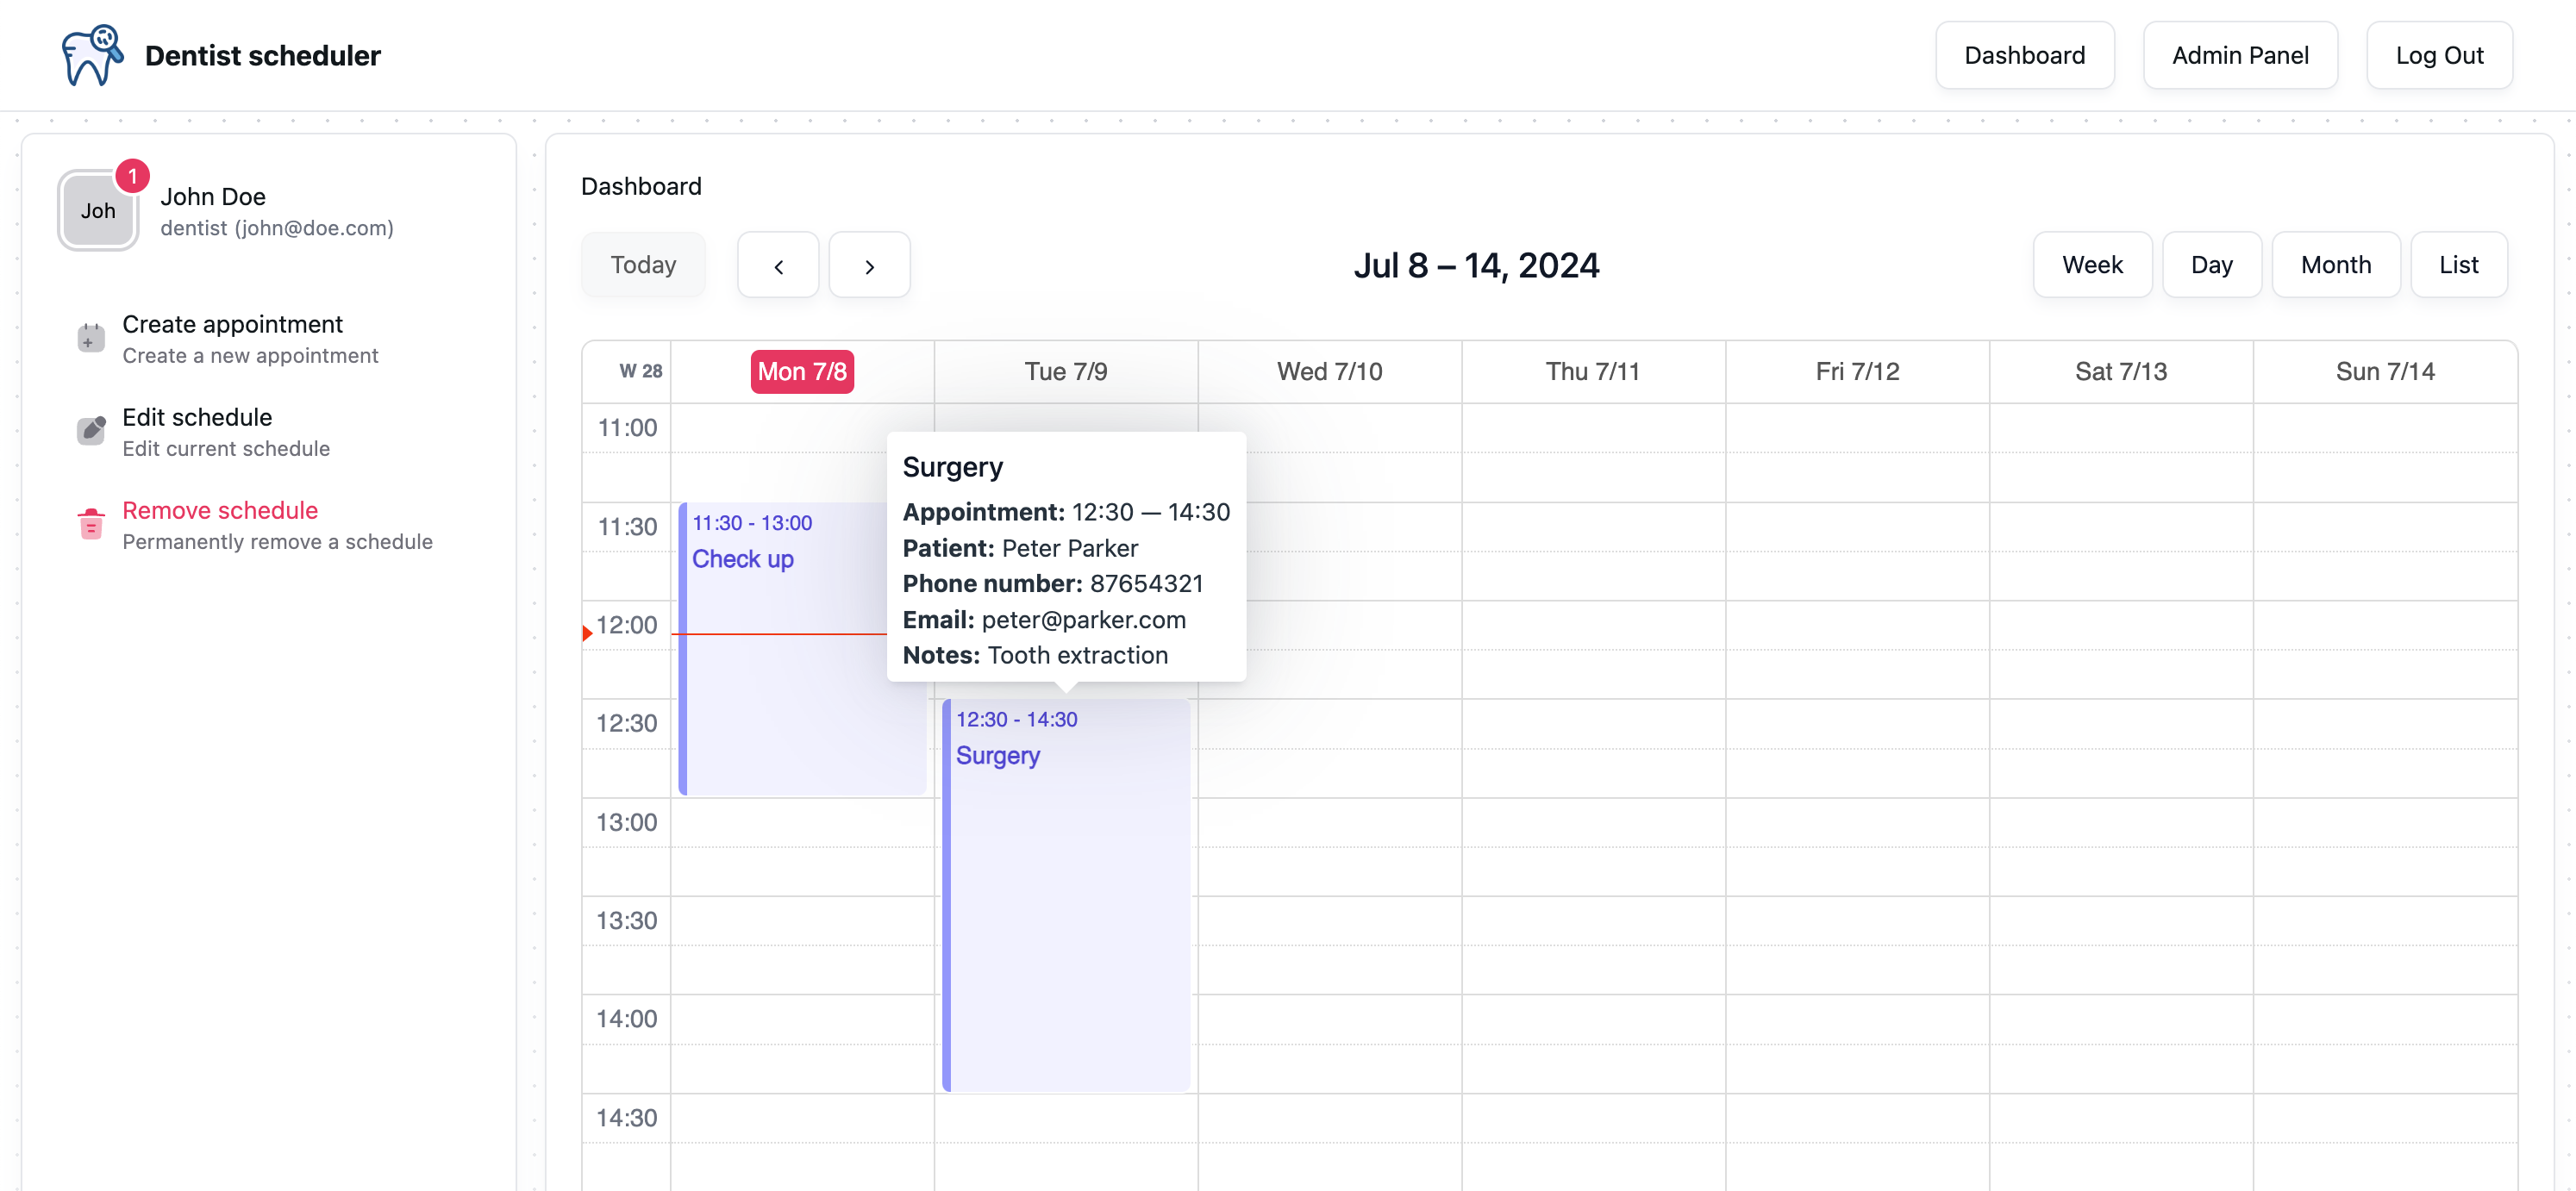 Dentist scheduler
Dashboard
Admin Panel
Log Out
1
Joh
John Doe
dentist (john@doe.com)
Create appointment
Create a new appointment
Edit schedule
Edit current schedule
Remove schedule
Permanently remove a schedule
Dashboard
Today
Jul 8 – 14, 2024
Week
Day
Month
List
W 28
Mon 7/8
Tue 7/9
Wed 7/10
Thu 7/11
Fri 7/12
Sat 7/13
Sun 7/14
11:00
11:30
12:00
12:30
13:00
13:30
14:00
14:30
11:30 - 13:00
Check up
Surgery
Appointment: 12:30 — 14:30
Patient: Peter Parker
Phone number: 87654321
Email: peter@parker.com
Notes: Tooth extraction
12:30 - 14:30
Surgery